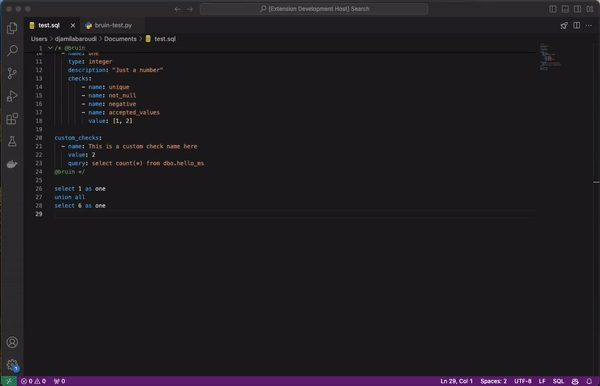 [Extension Development Host] Search
test.sql
bruin-test.py
Users > djamilabaroudi > Documents > test.sql
1 /* @bruin
10 - name: one
11 type: integer
12 description: "Just a number"
13 checks:
14 - name: unique
15 - name: not_null
16 - name: negative
17 - name: accepted_values
18 value: [1, 2]
19
20 custom_checks:
21 - name: This is a custom check name here
22 value: 2
23 query: select count(*) from dbo.hello_ms
24 @bruin */
25
26 select 1 as one
27 union all
28 select 6 as one
29
0 0 0 Ln 29, Col 1 Spaces: 2 UTF-8 LF SQL